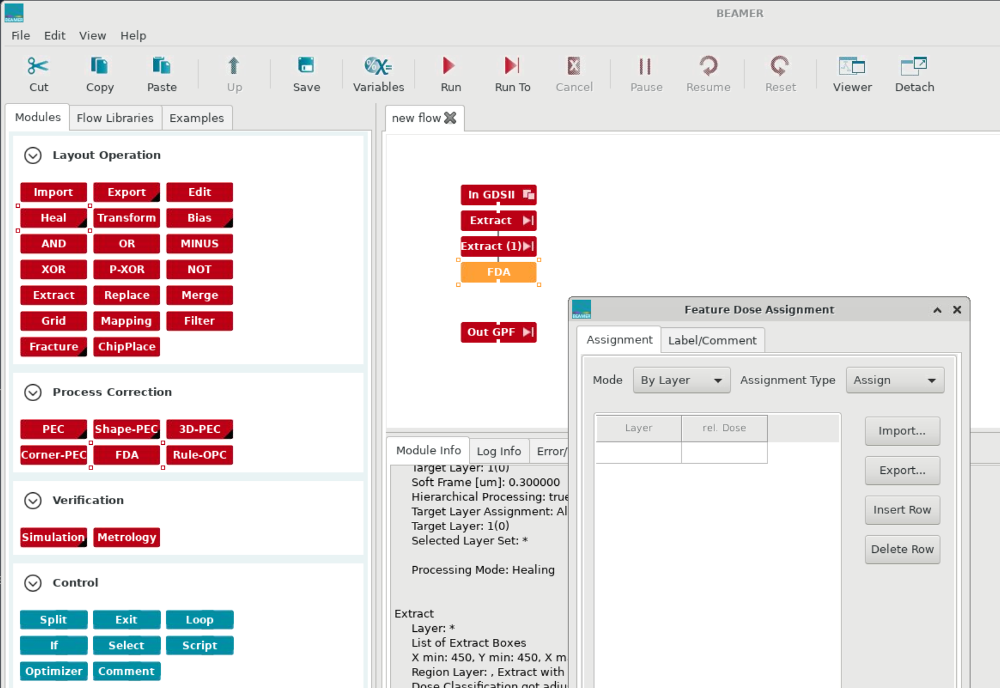 BEAMER
BEAMER
File Edit View Help
Cut Copy Paste Up Save Variables Run Run To Cancel Pause Resume Reset Viewer Detach
Modules Flow Libraries Examples
Layout Operation
Import Export Edit
Heal Transform Bias
AND OR MINUS
XOR P-XOR NOT
Extract Replace Merge
Grid Mapping Filter
Fracture ChipPlace
Process Correction
PEC Shape-PEC 3D-PEC
Corner-PEC FDA Rule-OPC
Verification
Simulation Metrology
Control
Split Exit Loop
If Select Script
Optimizer Comment
new flow
In GDSII
Extract
Extract (1)
FDA
Out GPF
Module Info Log Info Error/
Target Layer: 1(0)
Soft Frame [um]: 0.300000
Hierarchical Processing: true
Target Layer Assignment: Al
Target Layer: 1(0)
Selected Layer Set: *
Processing Mode: Healing
Extract
Layer: *
List of Extract Boxes
X min: 450, Y min: 450, X m
Region Layer: , Extract with
Dose Classification got adju
BEAMER
Feature Dose Assignment
Assignment Label/Comment
Mode By Layer Assignment Type Assign
Layer rel. Dose
Import...
Export...
Insert Row
Delete Row